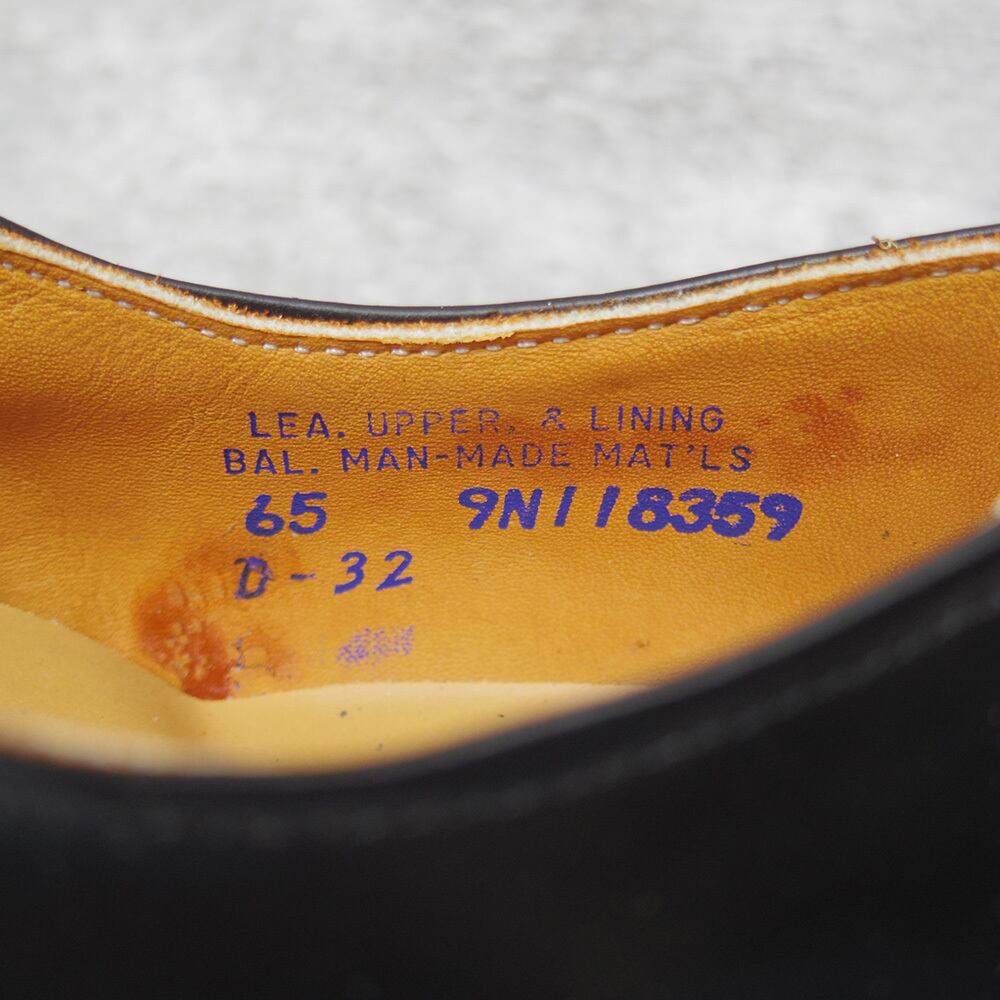 LEA. UPPER, & LINING
BAL. MAN-MADE MAT'LS
65 9N118359
D-32